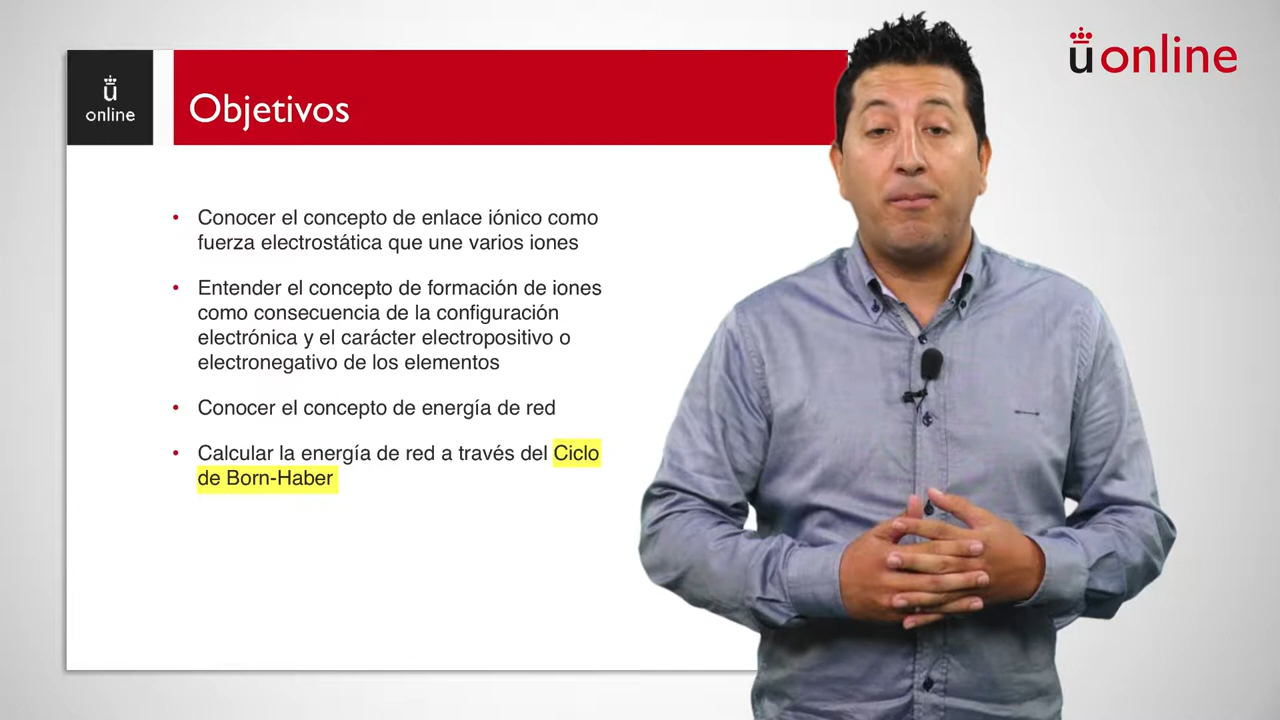 ü online
ü
online
Objetivos
• Conocer el concepto de enlace iónico como
fuerza electrostática que une varios iones
• Entender el concepto de formación de iones
como consecuencia de la configuración
electrónica y el carácter electropositivo o
electronegativo de los elementos
• Conocer el concepto de energía de red
• Calcular la energía de red a través del Ciclo
de Born-Haber